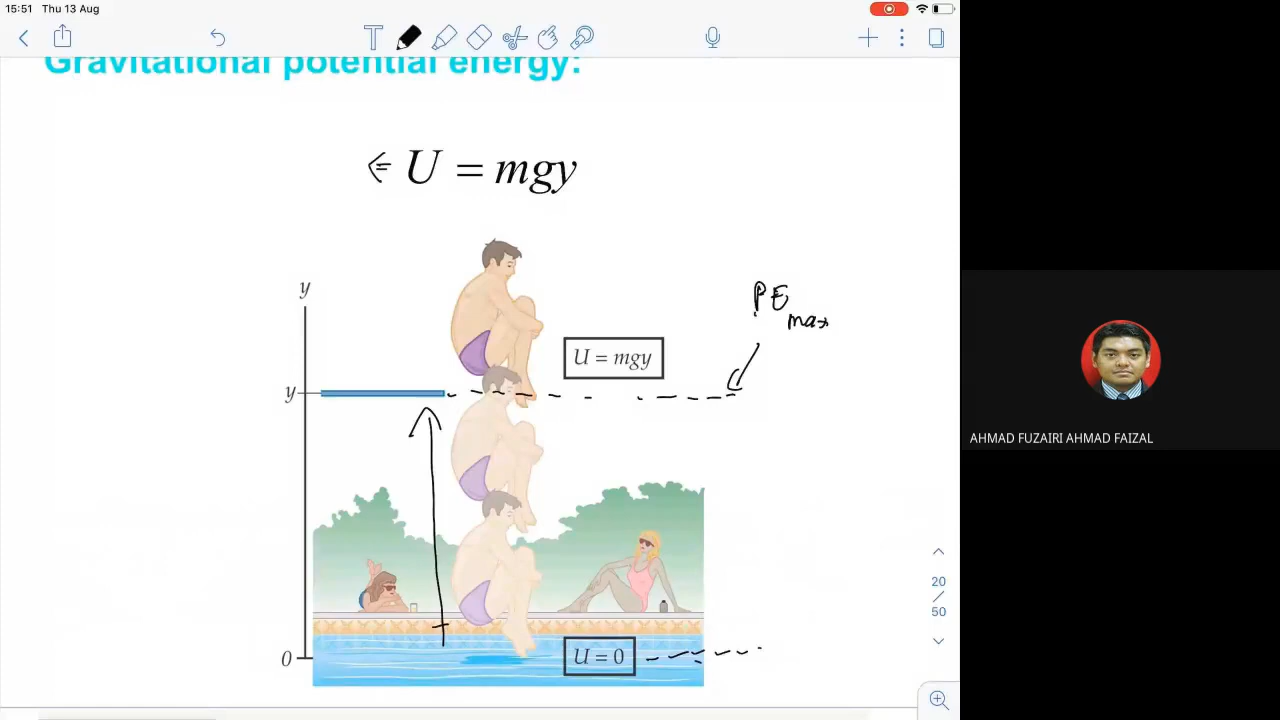 15:51 Thu 13 Aug
Gravitational potential energy:
U = mgy
y
PE
max
U = mgy
y
AHMAD FUZAIRI AHMAD FAIZAL
20
/
50
0
U = 0